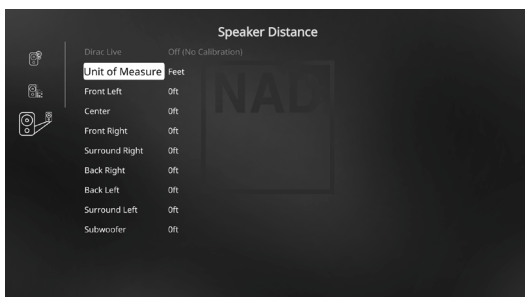 Speaker Distance
Dirac Live Off (No Calibration)
Unit of Measure Feet
Front Left 0ft
Center 0ft
Front Right 0ft
Surround Right 0ft
Back Right 0ft
Back Left 0ft
Surround Left 0ft
Subwoofer 0ft
NAD